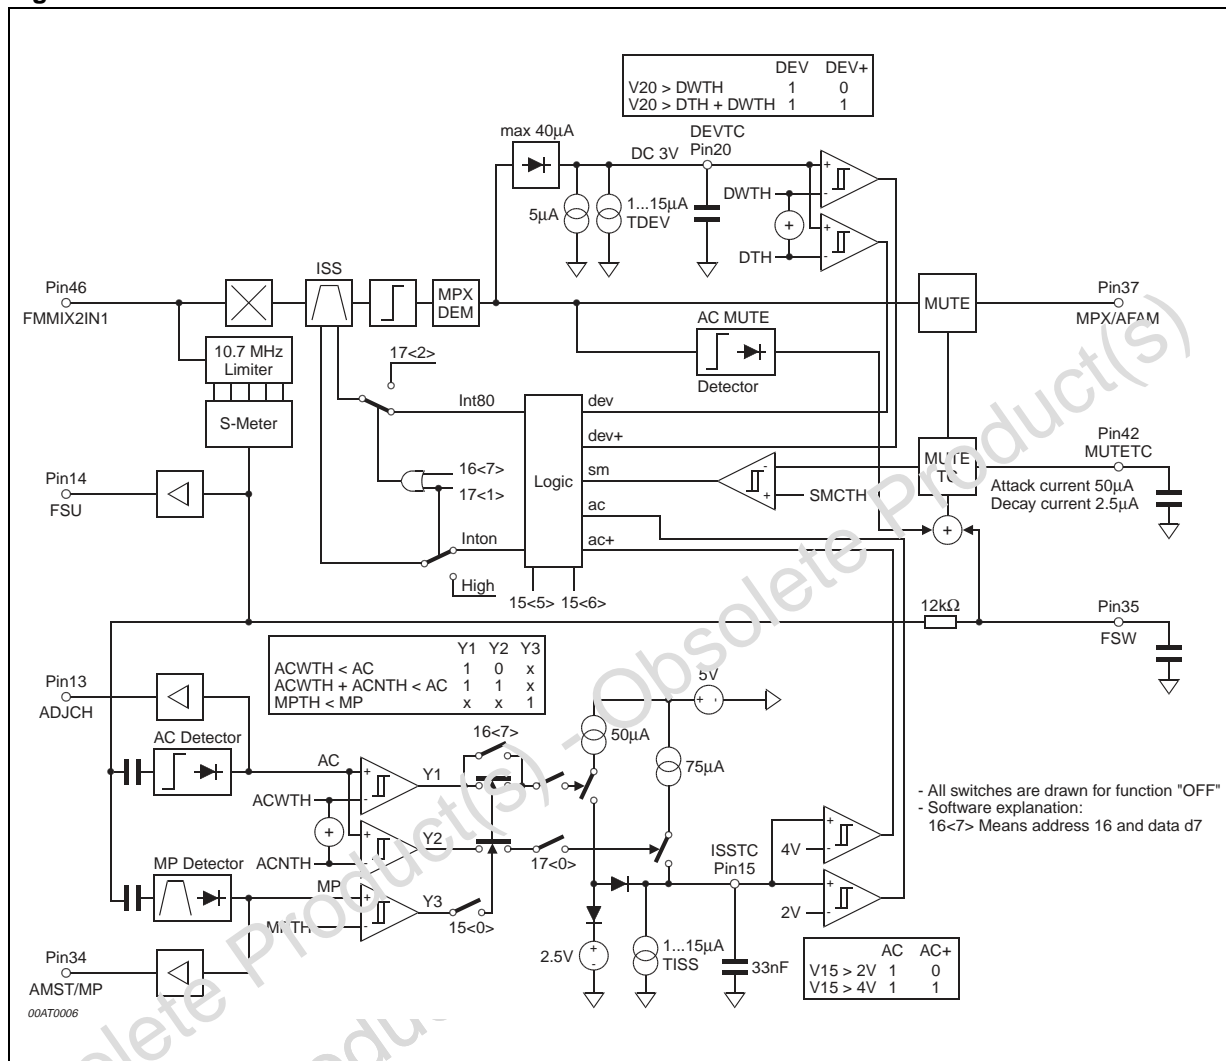 DEV DEV+
V20 > DWTH 1 0
V20 > DTH + DWTH 1 1
max 40μA
DC 3V
DEVTC
Pin20
5μA
1...15μA
TDEV
DWTH
DTH
+
-
+
-
+
Pin46
FMMIX2IN1
ISS
MPX
DEM
MUTE
Pin37
MPX/AFAM
10.7 MHz
Limiter
S-Meter
AC MUTE
Detector
17<2>
Int80
16<7>
17<1>
Inton
High
Logic
15<5> 15<6>
dev
dev+
sm
ac
ac+
-
+
SMCTH
MUTE
TC
+
Pin42
MUTETC
Attack current 50μA
Decay current 2.5μA
Pin14
FSU
12kΩ
Pin35
FSW
Y1 Y2 Y3
ACWTH < AC 1 0 x
ACWTH + ACNTH < AC 1 1 x
MPTH < MP x x 1
Pin13
ADJCH
AC Detector
AC
ACWTH
+
ACNTH
+
-
+
-
Y1
Y2
16<7>
17<0>
MP Detector
MP
MPTH
+
-
Y3
15<0>
Pin34
AMST/MP
5V
+ -
50μA
75μA
2.5V
+
-
1...15μA
TISS
ISSTC
Pin15
33nF
4V
2V
+
-
+
-
AC AC+
V15 > 2V 1 0
V15 > 4V 1 1
- All switches are drawn for function "OFF"
- Software explanation:
16<7> Means address 16 and data d7
00AT0006
Obsolete Product(s) - Obsolete Product(s)